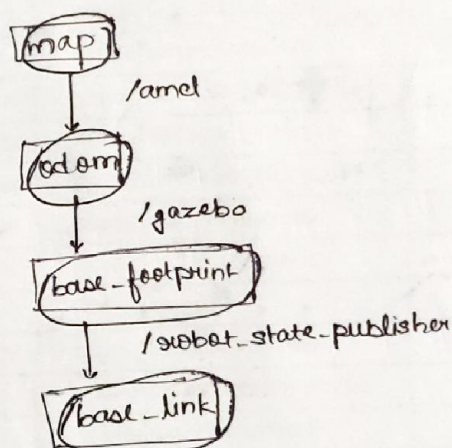 map
/amcl
odom
/gazebo
base_footprint
/robot_state_publisher
base_link